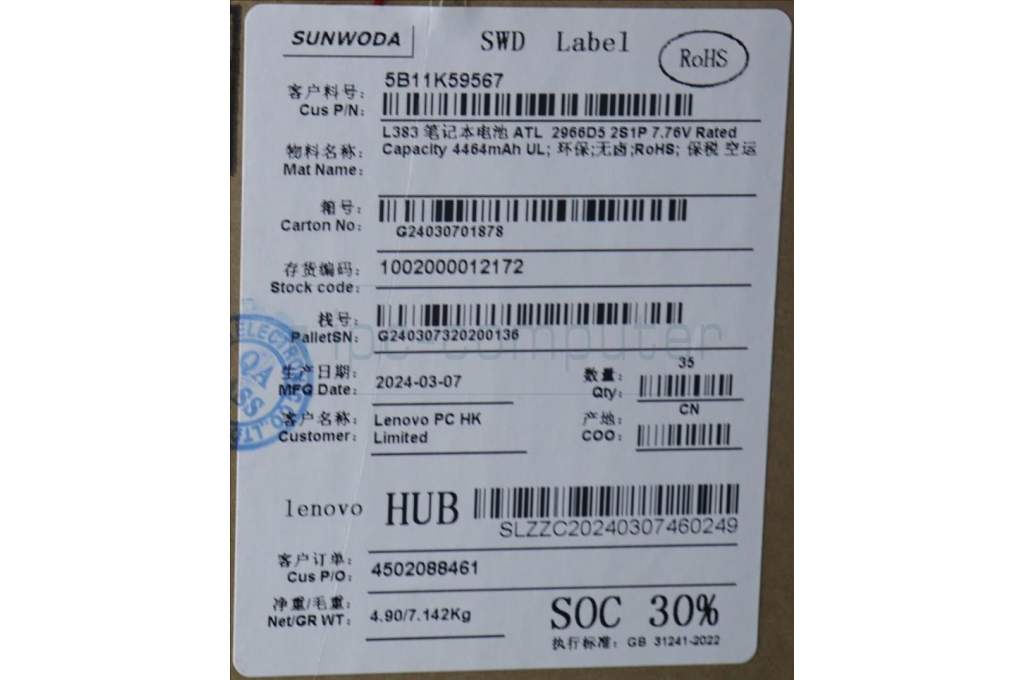 SUNWODA
SWD Label
RoHS
客户料号:
Cus P/N:
5B11K59567
物料名称:
Mat Name:
L383 笔记本电池 ATL 2966D5 2S1P 7.76V Rated
Capacity 4464mAh UL; 环保;无卤;RoHS; 保税 空运
箱号:
Carton No:
G24030701878
存货编码:
Stock code:
1002000012172
栈号:
PalletSN:
G240307320200136
ipc-computer
生产日期:
MFG Date:
2024-03-07
数量:
Qty:
35
客户名称:
Customer:
Lenovo PC HK
Limited
产地:
COO:
CN
ELECTRON
QA
lenovo HUB
SLZZC20240307460249
客户订单:
Cus P/O:
4502088461
净重/毛重:
Net/GR WT:
4.90/7.142Kg
SOC 30%
执行标准: GB 31241-2022